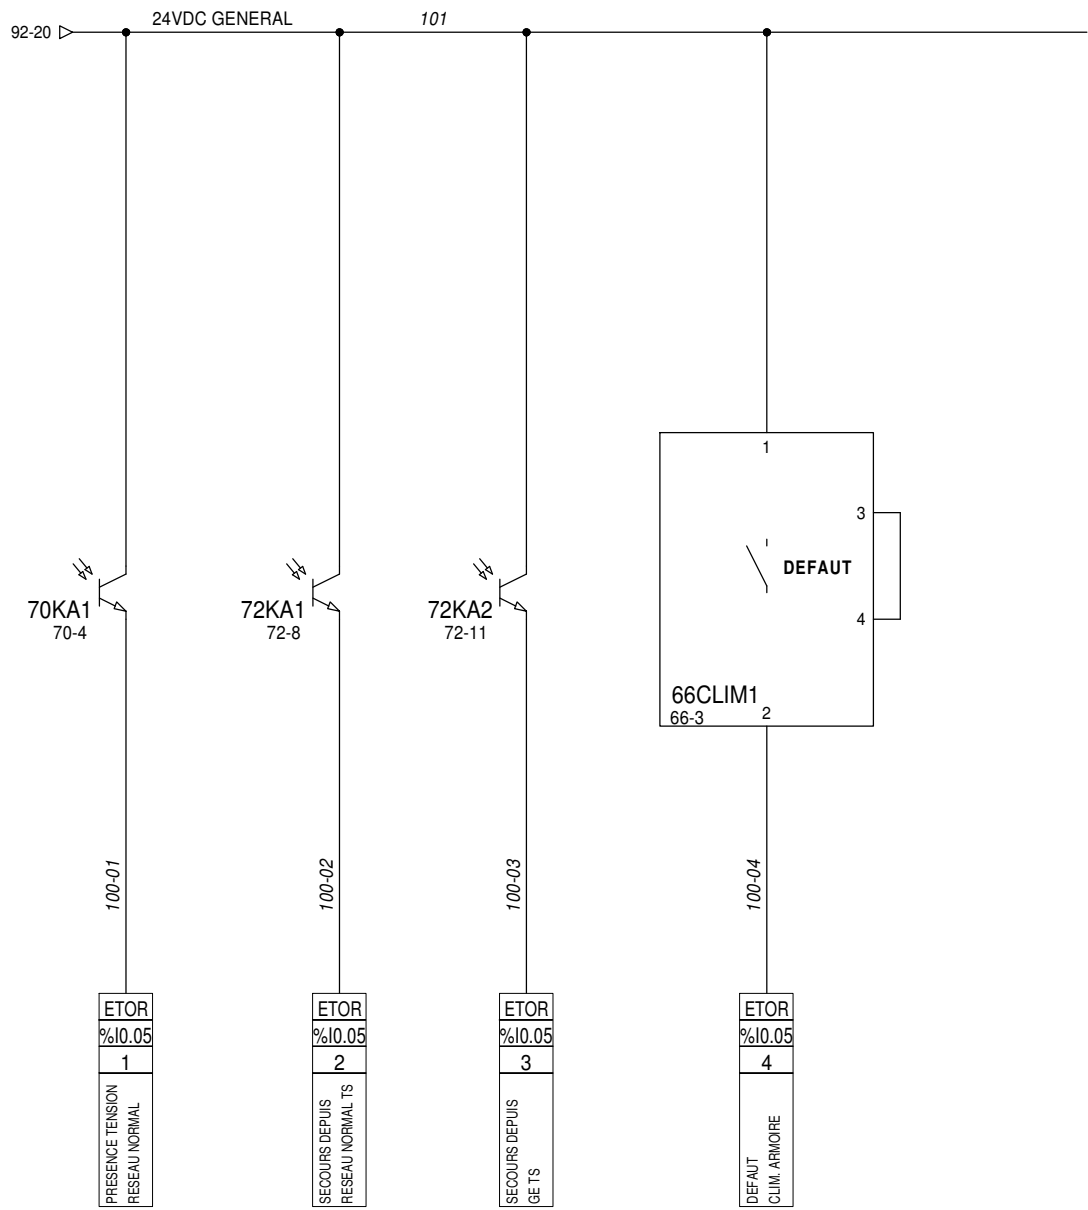 24VDC GENERAL
101
92-20
1
3
DEFAUT
4
70KA1
70-4
72KA1
72-8
72KA2
72-11
66CLIM1
66-3
2
100-01
100-02
100-03
100-04
ETOR
%I0.05
1
PRESENCE TENSION
RESEAU NORMAL
ETOR
%I0.05
2
SECOURS DEPUIS
RESEAU NORMAL TS
ETOR
%I0.05
3
SECOURS DEPUIS
GE TS
ETOR
%I0.05
4
DEFAUT
CLIM. ARMOIRE